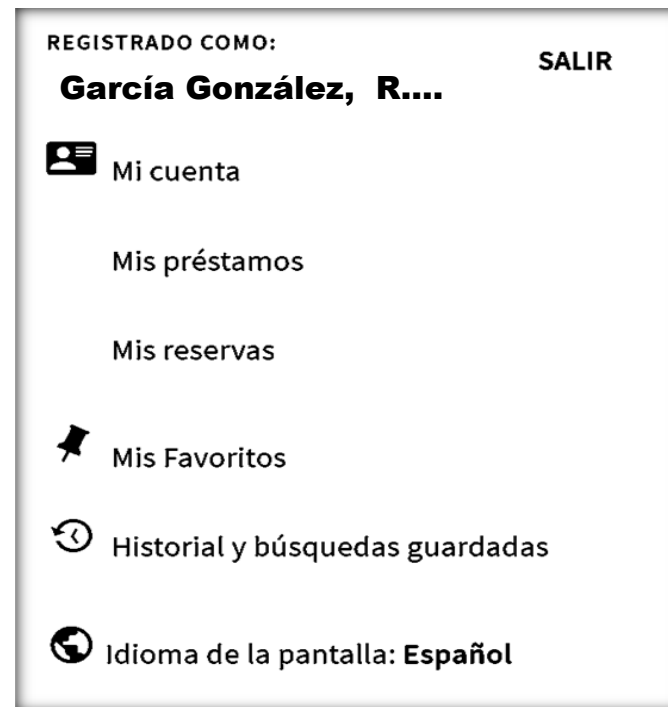 REGISTRADO COMO:
SALIR
García González, R....
Mi cuenta
Mis préstamos
Mis reservas
Mis Favoritos
Historial y búsquedas guardadas
Idioma de la pantalla: Español